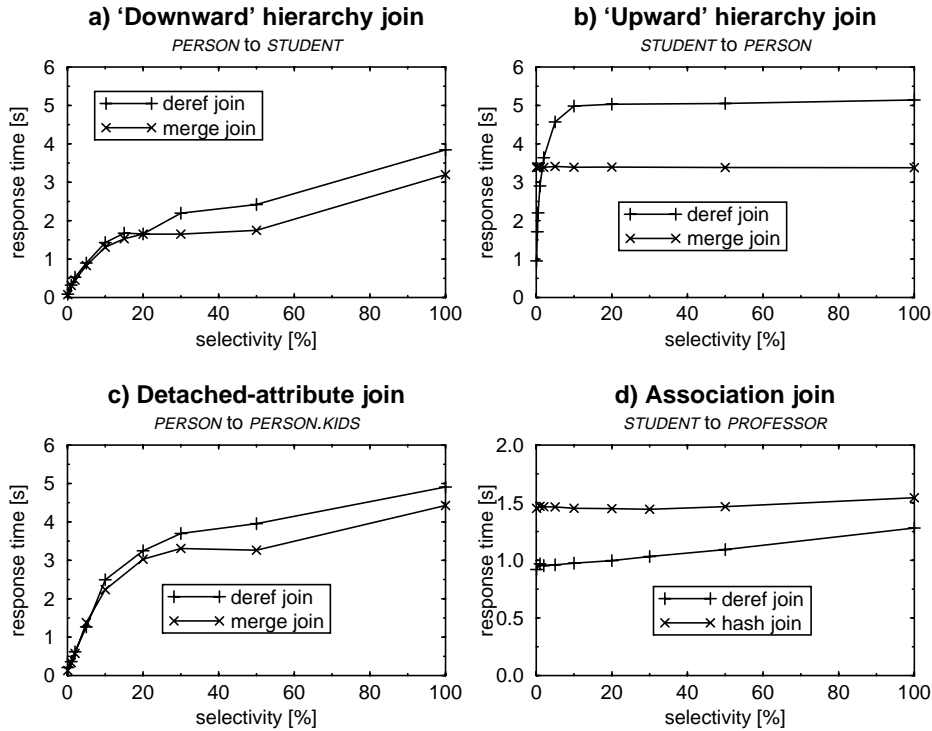 a) ‘Downward’ hierarchy join
PERSON to STUDENT
response time [s]
6
5
4
3
2
1
0
deref join
merge join
0 20 40 60 80 100
selectivity [%]
b) ‘Upward’ hierarchy join
STUDENT to PERSON
response time [s]
6
5
4
3
2
1
0
deref join
merge join
0 20 40 60 80 100
selectivity [%]
c) Detached-attribute join
PERSON to PERSON.KIDS
response time [s]
6
5
4
3
2
1
0
deref join
merge join
0 20 40 60 80 100
selectivity [%]
d) Association join
STUDENT to PROFESSOR
response time [s]
2.0
1.5
1.0
0.5
0.0
deref join
hash join
0 20 40 60 80 100
selectivity [%]